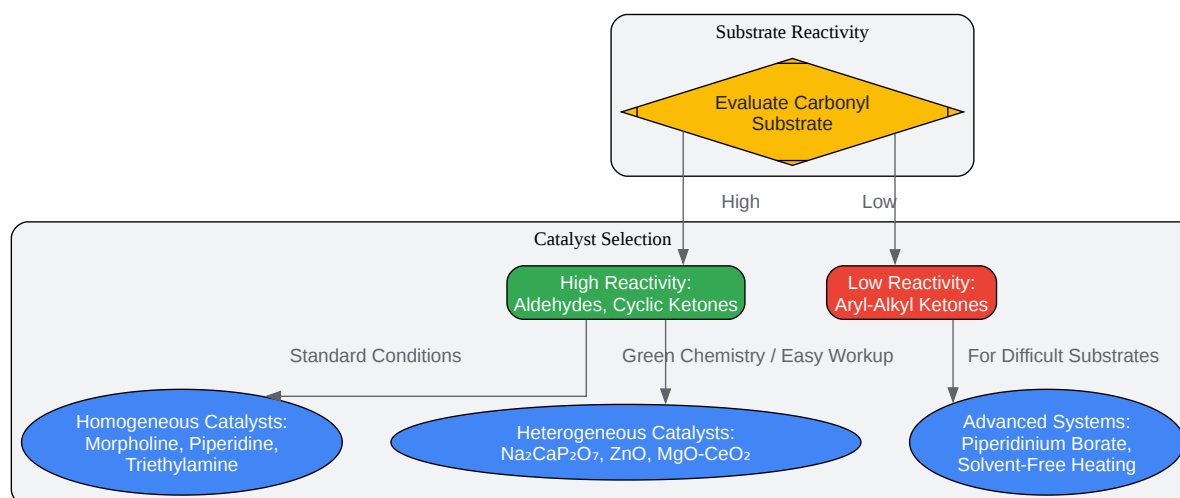 Substrate Reactivity
Evaluate Carbonyl
Substrate
High
Low
Catalyst Selection
High Reactivity:
Aldehydes, Cyclic Ketones
Low Reactivity:
Aryl-Alkyl Ketones
Standard Conditions
Green Chemistry / Easy Workup
For Difficult Substrates
Homogeneous Catalysts:
Morpholine, Piperidine,
Triethylamine
Heterogeneous Catalysts:
Na₂CaP₂O₇, ZnO, MgO-CeO₂
Advanced Systems:
Piperidinium Borate,
Solvent-Free Heating